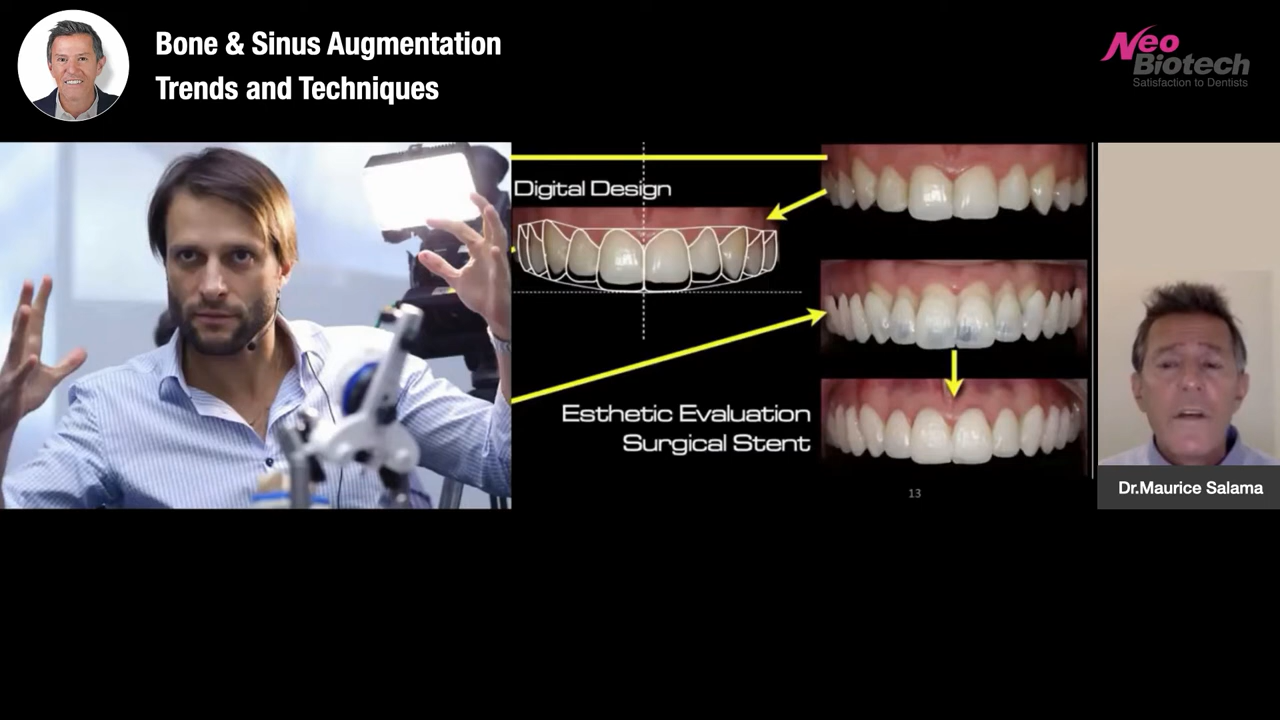 Bone & Sinus Augmentation
Trends and Techniques
Neo
Biotech
Satisfaction to Dentists
Digital Design
Esthetic Evaluation
Surgical Stent
13
Dr.Maurice Salama